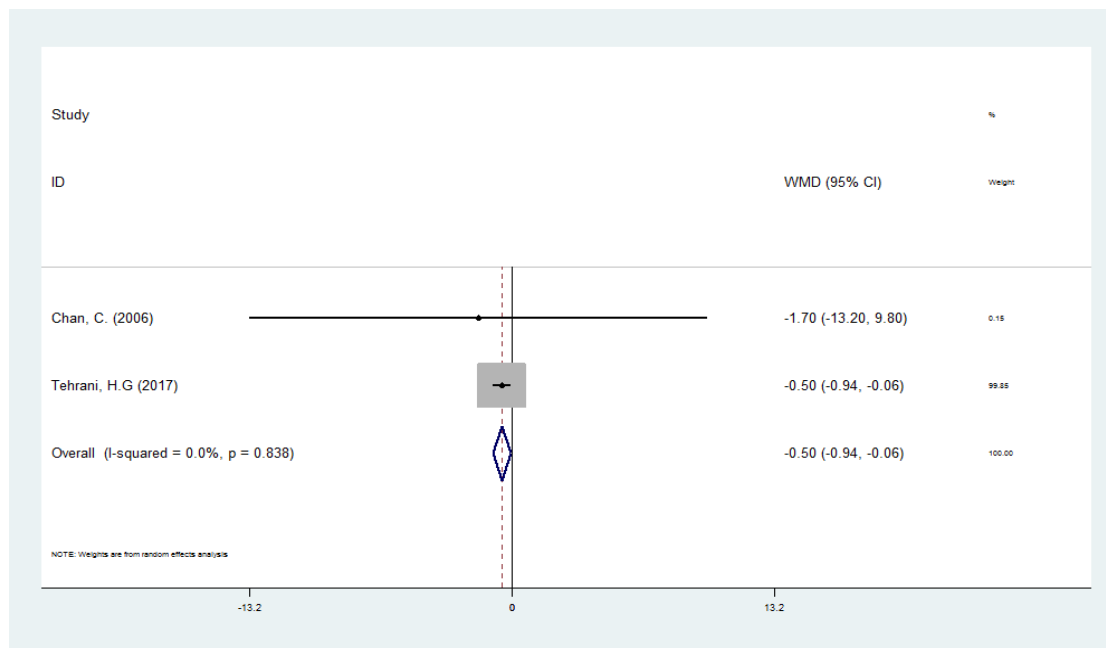 Study %
ID WMD (95% CI) Weight
Chan, C. (2006) -1.70 (-13.20, 9.80) 0.15
Tehrani, H.G (2017) -0.50 (-0.94, -0.06) 99.85
Overall (I-squared = 0.0%, p = 0.838) -0.50 (-0.94, -0.06) 100.00
NOTE: Weights are from random effects analysis
-13.2 0 13.2